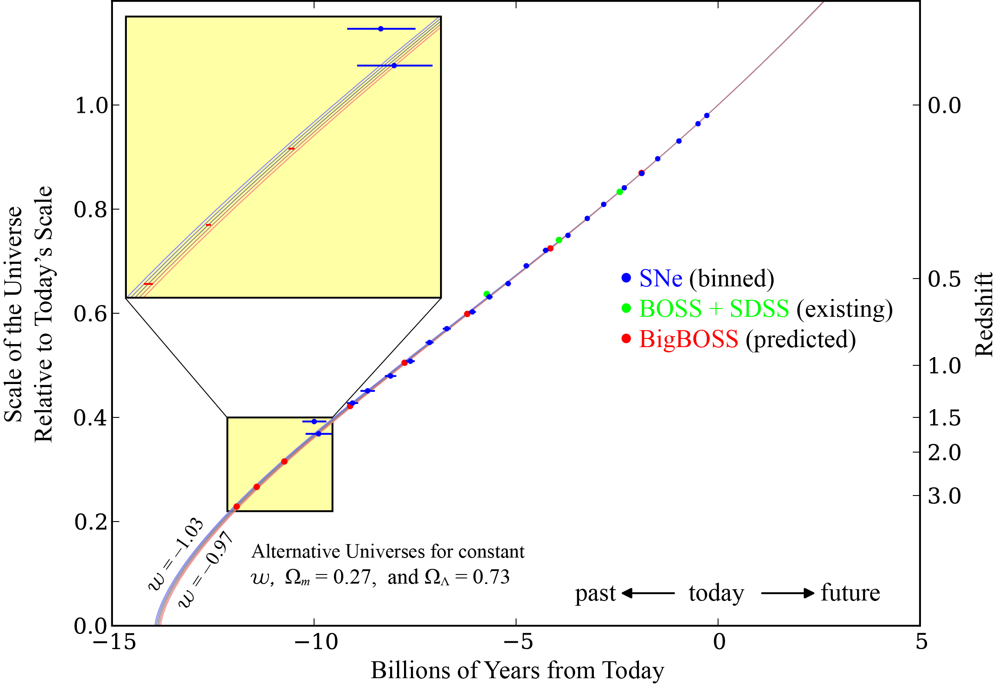 Scale of the Universe
Relative to Today’s Scale
1.0
0.8
0.6
0.4
0.2
0.0
w = −1.03
w = −0.97
Alternative Universes for constant
w, Ωm = 0.27, and ΩΛ = 0.73
SNe (binned)
BOSS + SDSS (existing)
BigBOSS (predicted)
past today future
0.0
0.5
1.0
1.5
2.0
3.0
Redshift
−15 −10 −5 0 5
Billions of Years from Today